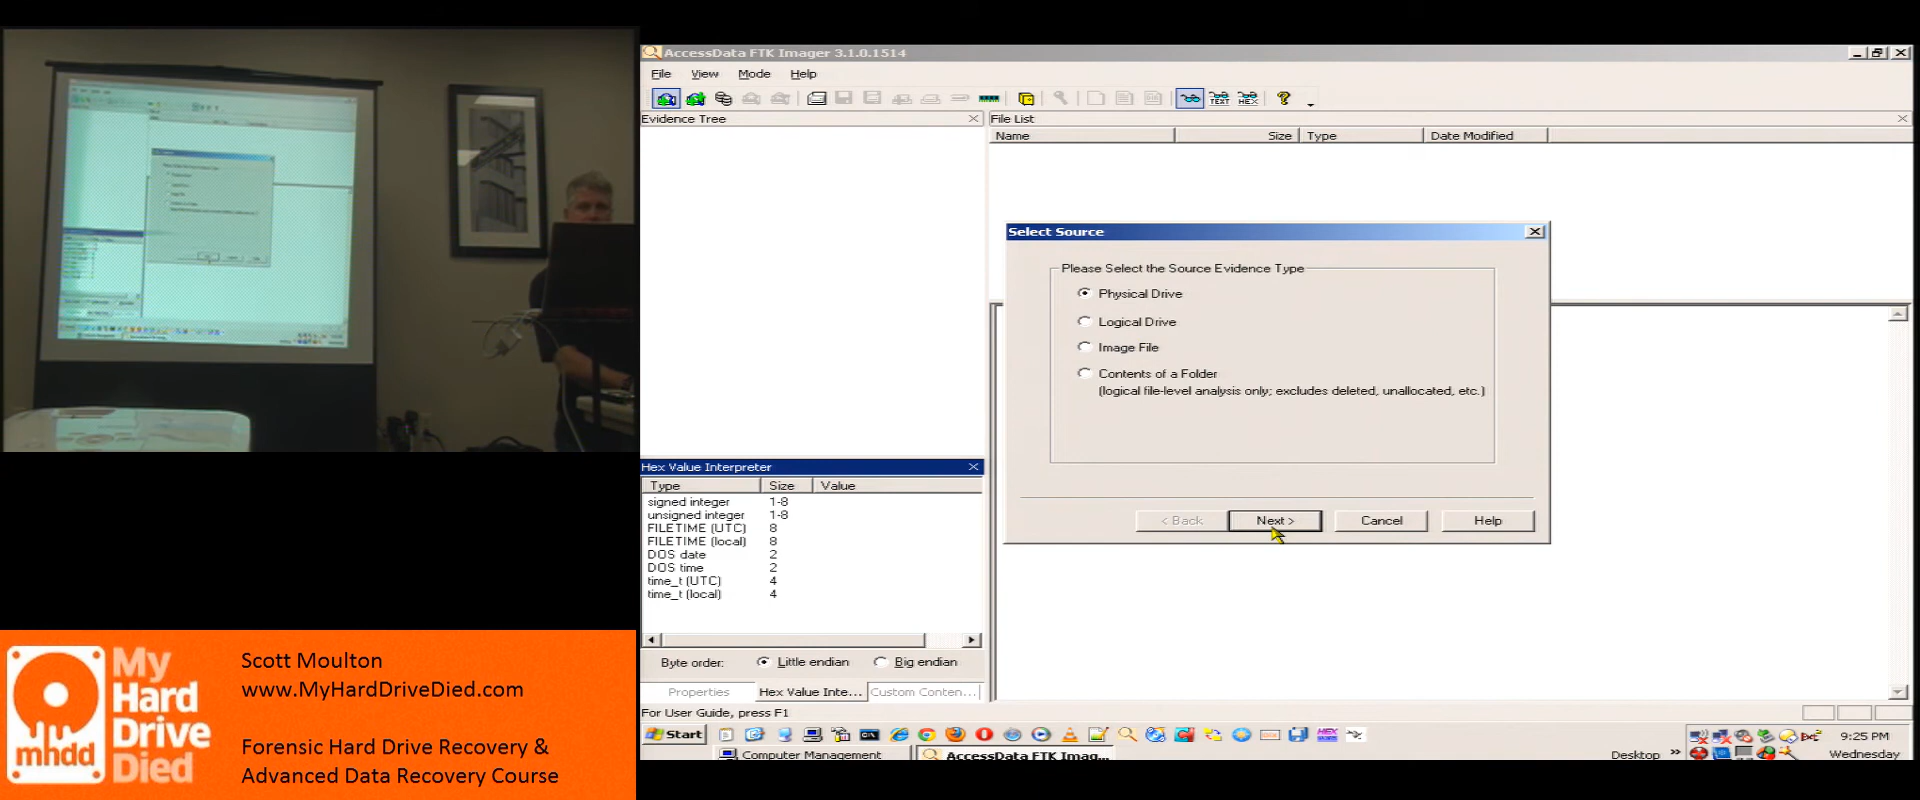 AccessData FTK Imager 3.1.0.1514
File View Mode Help
TEXT HEX
Evidence Tree
File List
Name Size Type Date Modified
Select Source
Please Select the Source Evidence Type
Physical Drive
Logical Drive
Image File
Contents of a Folder
(logical file-level analysis only; excludes deleted, unallocated, etc.)
< Back Next > Cancel Help
Hex Value Interpreter
Type Size Value
signed integer 1-8
unsigned integer 1-8
FILETIME (UTC) 8
FILETIME (local) 8
DOS date 2
DOS time 2
time_t (UTC) 4
time_t (local) 4
Byte order: Little endian Big endian
Properties Hex Value Inte... Custom Conten...
For User Guide, press F1
Start HEX 9:25 PM
Computer Management AccessData FTK Imag... Desktop » Wednesday
My
Hard
Drive
Died
mhdd
Scott Moulton
www.MyHardDriveDied.com
Forensic Hard Drive Recovery &
Advanced Data Recovery Course